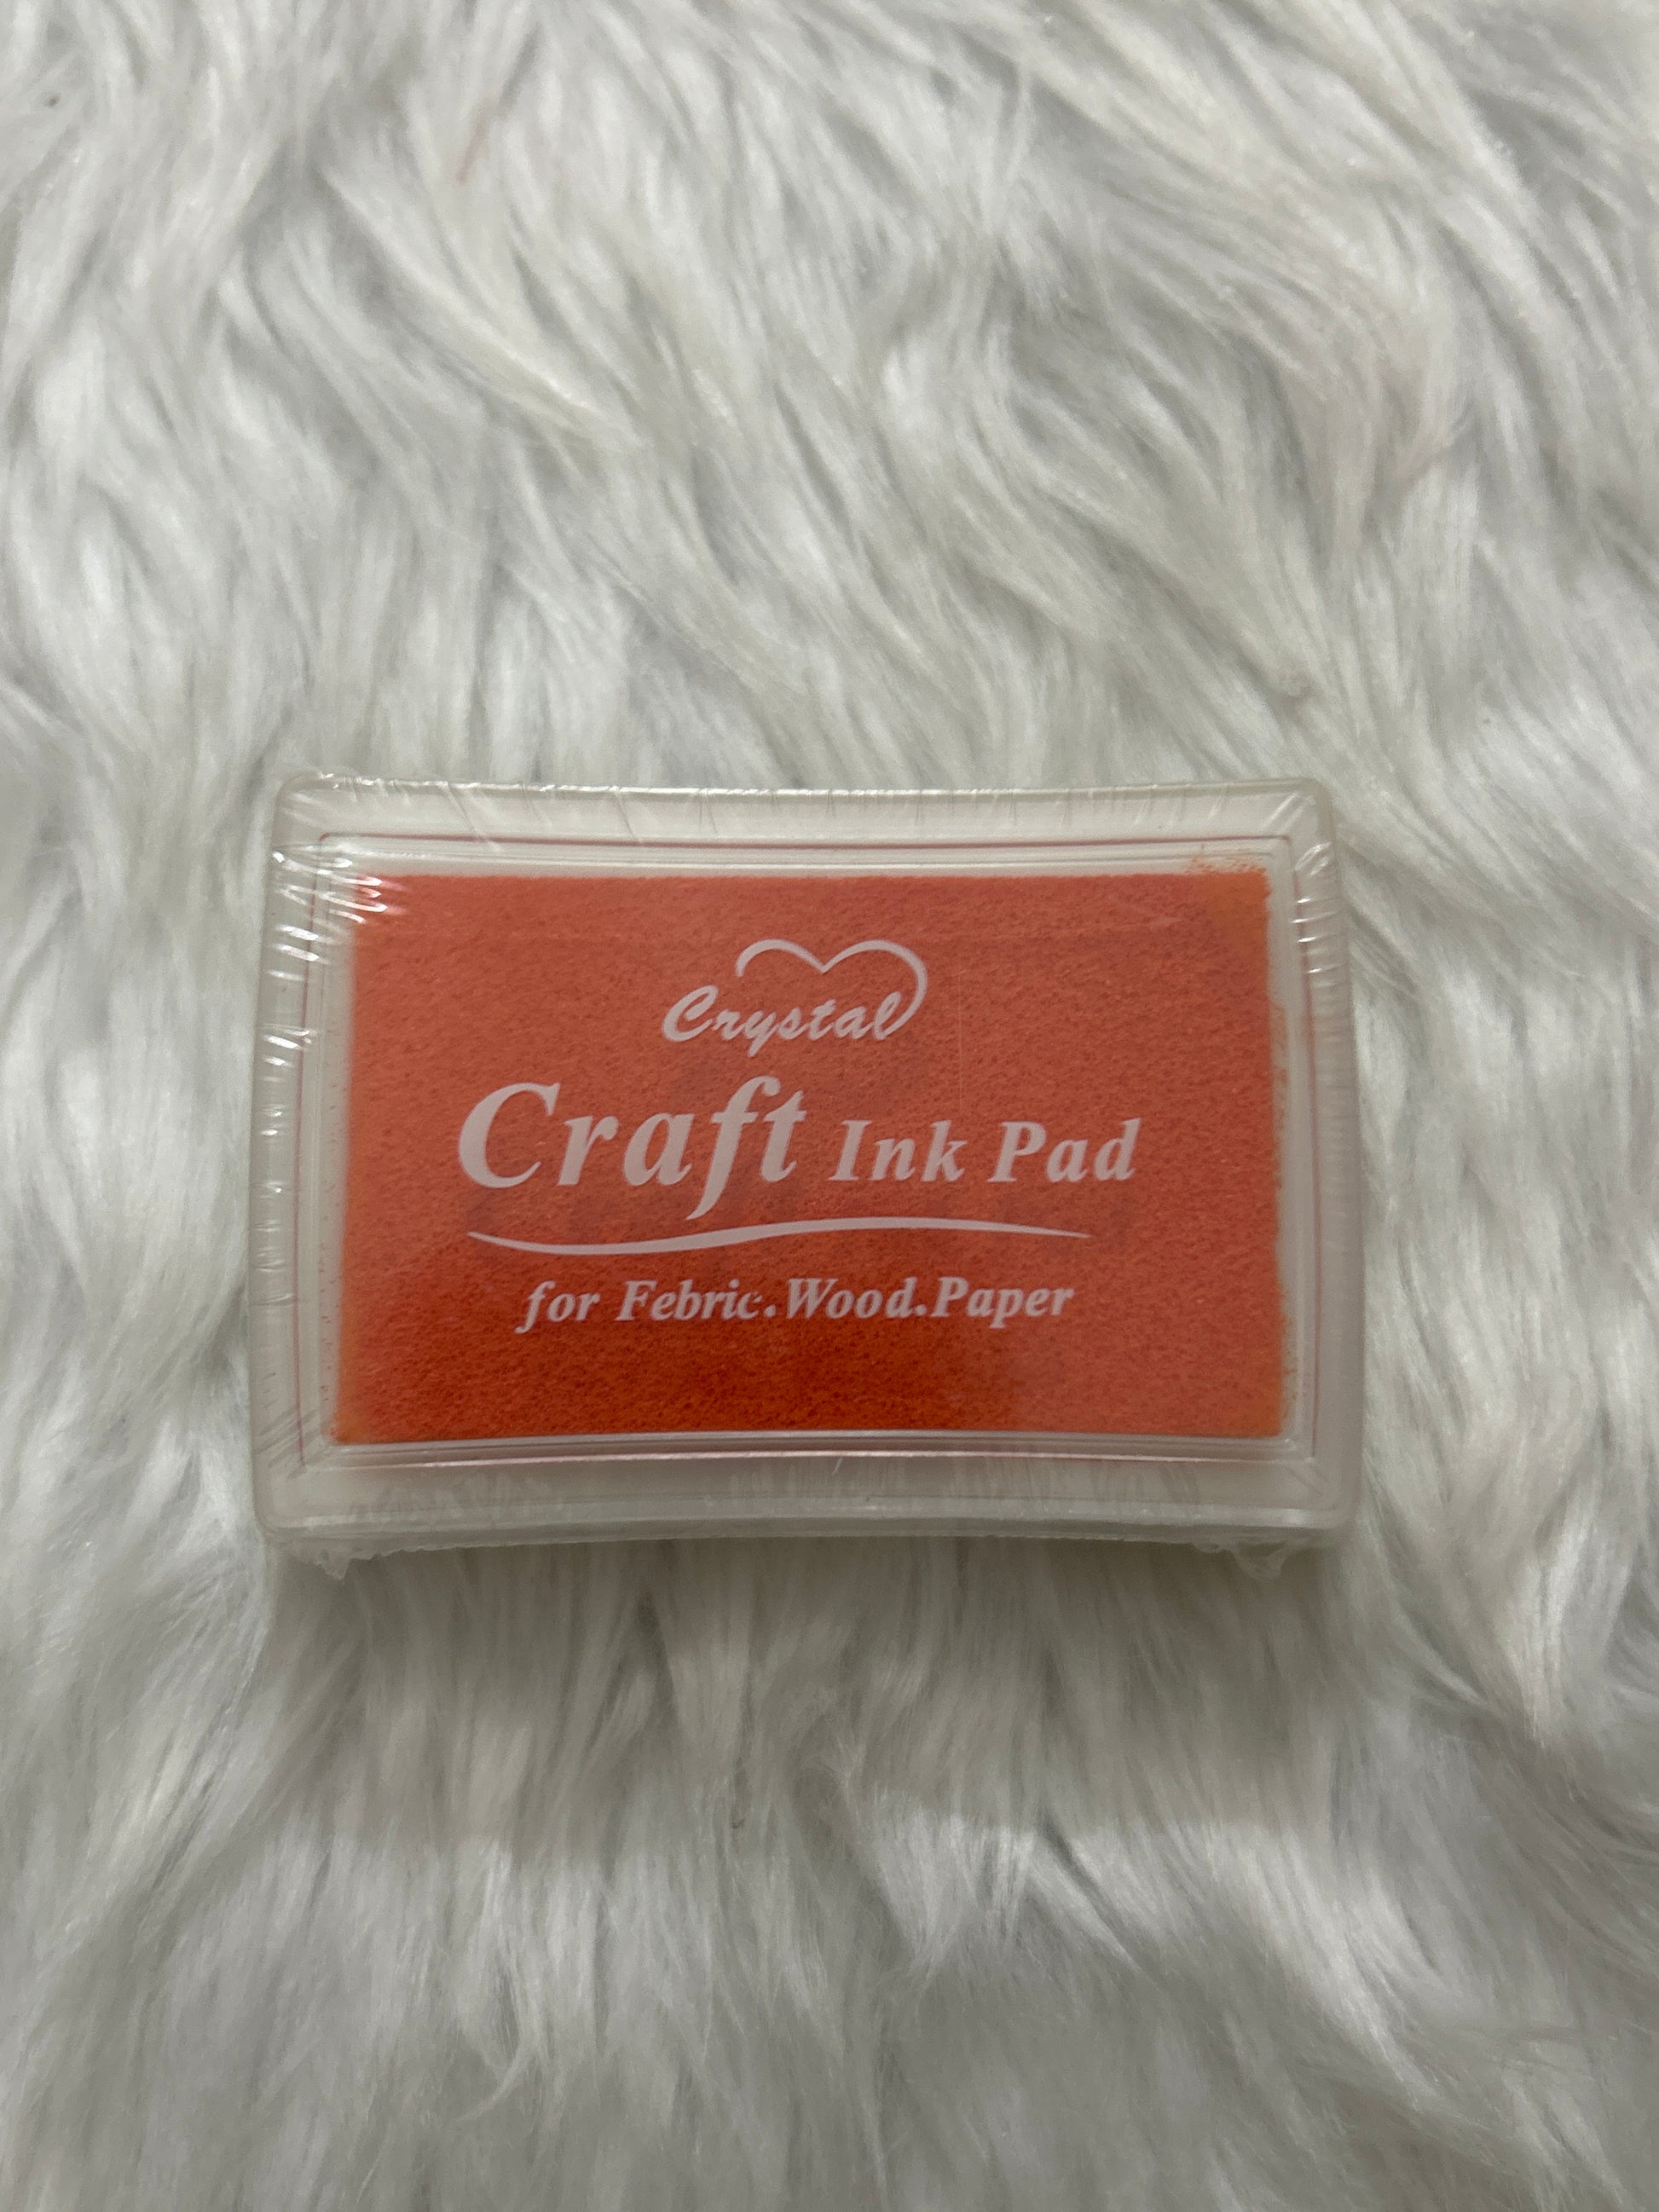 Crystal
Craft Ink Pad
for Febric.Wood.Paper